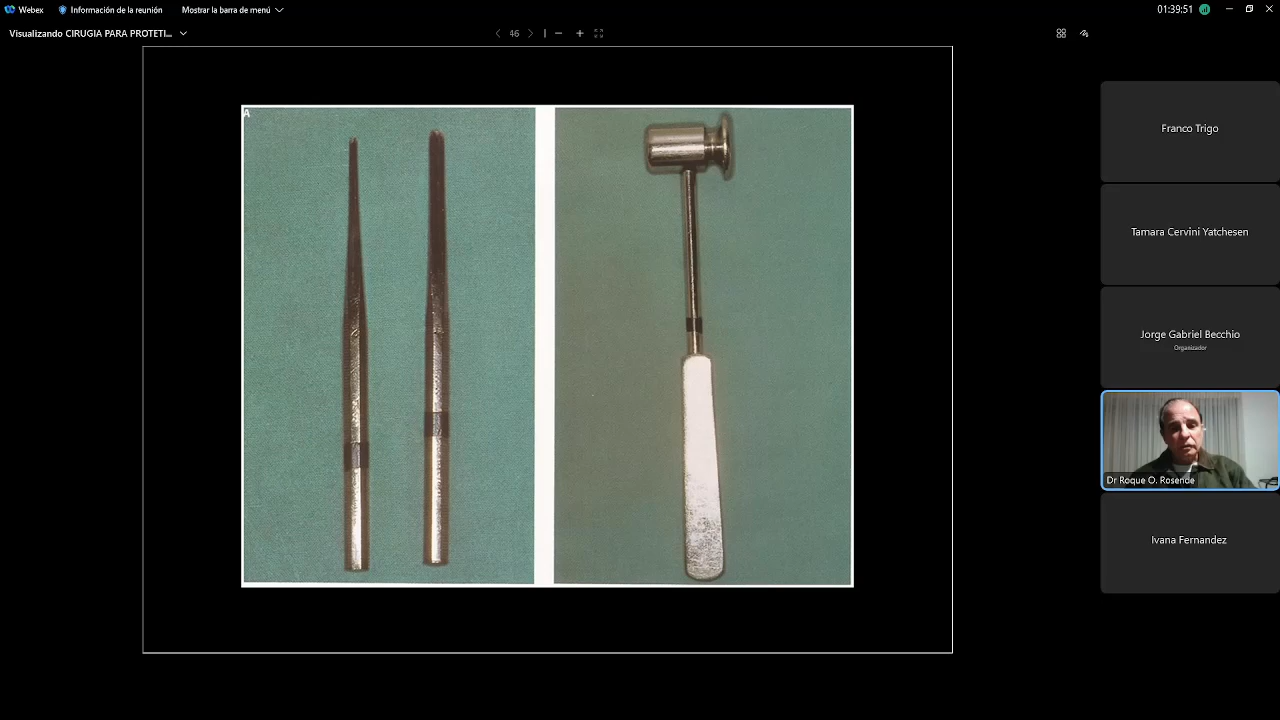 Webex
Información de la reunión
Mostrar la barra de menú
01:39:51
Visualizando CIRUGIA PARA PROTETI...
46
A
Franco Trigo
Tamara Cervini Yatchesen
Jorge Gabriel Becchio
Organizador
Dr Roque O. Rosende
Ivana Fernandez